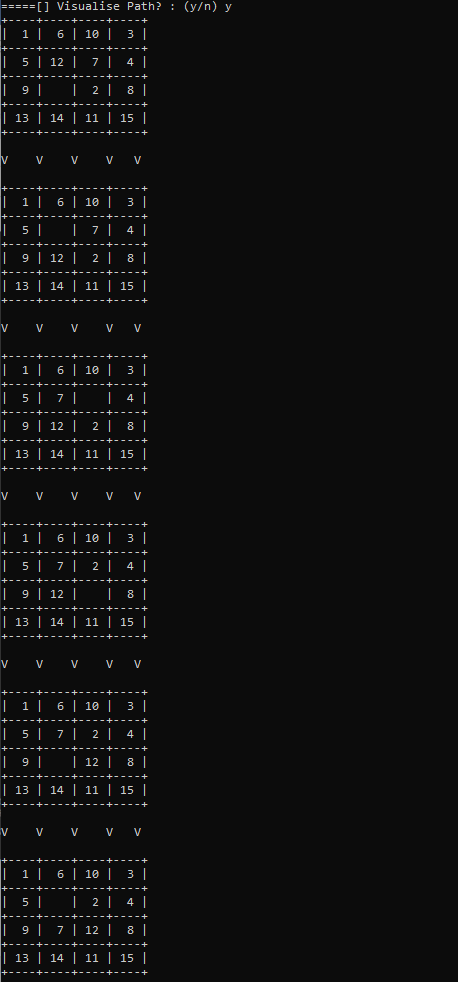 =====[] Visualise Path? : (y/n) y
+----+----+----+----+
|  1 |  6 | 10 |  3 |
+----+----+----+----+
|  5 | 12 |  7 |  4 |
+----+----+----+----+
|  9 |    |  2 |  8 |
+----+----+----+----+
| 13 | 14 | 11 | 15 |
+----+----+----+----+
V    V    V    V   V
+----+----+----+----+
|  1 |  6 | 10 |  3 |
+----+----+----+----+
|  5 |    |  7 |  4 |
+----+----+----+----+
|  9 | 12 |  2 |  8 |
+----+----+----+----+
| 13 | 14 | 11 | 15 |
+----+----+----+----+
V    V    V    V   V
+----+----+----+----+
|  1 |  6 | 10 |  3 |
+----+----+----+----+
|  5 |  7 |    |  4 |
+----+----+----+----+
|  9 | 12 |  2 |  8 |
+----+----+----+----+
| 13 | 14 | 11 | 15 |
+----+----+----+----+
V    V    V    V   V
+----+----+----+----+
|  1 |  6 | 10 |  3 |
+----+----+----+----+
|  5 |  7 |  2 |  4 |
+----+----+----+----+
|  9 | 12 |    |  8 |
+----+----+----+----+
| 13 | 14 | 11 | 15 |
+----+----+----+----+
V    V    V    V   V
+----+----+----+----+
|  1 |  6 | 10 |  3 |
+----+----+----+----+
|  5 |  7 |  2 |  4 |
+----+----+----+----+
|  9 |    | 12 |  8 |
+----+----+----+----+
| 13 | 14 | 11 | 15 |
+----+----+----+----+
V    V    V    V   V
+----+----+----+----+
|  1 |  6 | 10 |  3 |
+----+----+----+----+
|  5 |    |  2 |  4 |
+----+----+----+----+
|  9 |  7 | 12 |  8 |
+----+----+----+----+
| 13 | 14 | 11 | 15 |
+----+----+----+----+